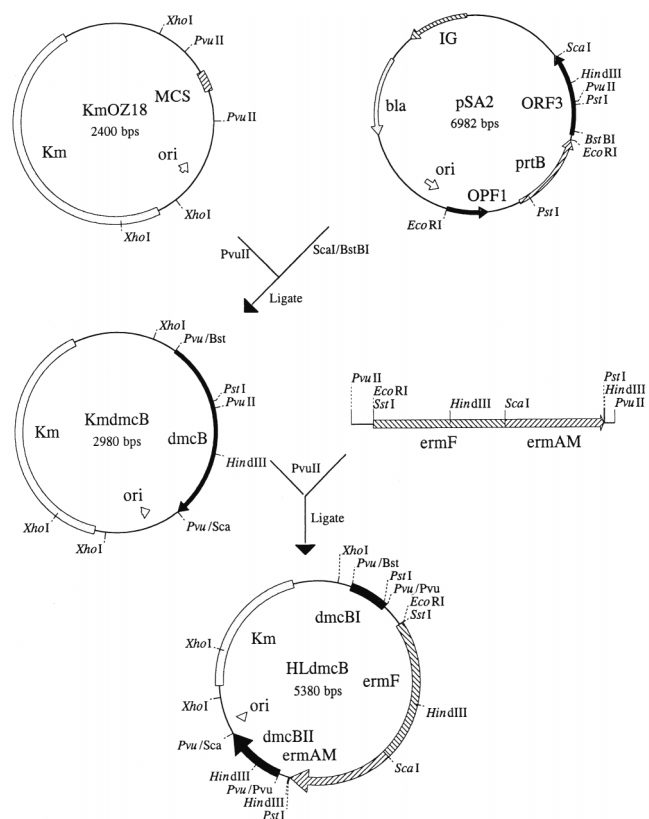 XhoI
PvuII
MCS
KmOZ18
2400 bps
PvuII
Km
ori
XhoI
XhoI
IG
ScaI
HindIII
PvuII
PstI
bla
pSA2
6982 bps
ORF3
BstBI
EcoRI
prtB
ori
OPF1
EcoRI
PstI
PvuII
ScaI/BstBI
Ligate
XhoI
Pvu/Bst
PstI
PvuII
Km
KmdmcB
2980 bps
dmcB
HindIII
ori
XhoI
XhoI
Pvu/Sca
PvuII
EcoRI
SstI
HindIII
ScaI
PstI
HindIII
PvuII
ermF
ermAM
PvuII
Ligate
XhoI
Pvu/Bst
PstI
Pvu/Pvu
EcoRI
SstI
dmcBI
Km
XhoI
HLdmcB
5380 bps
ermF
XhoI
ori
HindIII
Pvu/Sca
dmcBII
ermAM
ScaI
HindIII
Pvu/Pvu
HindIII
PstI